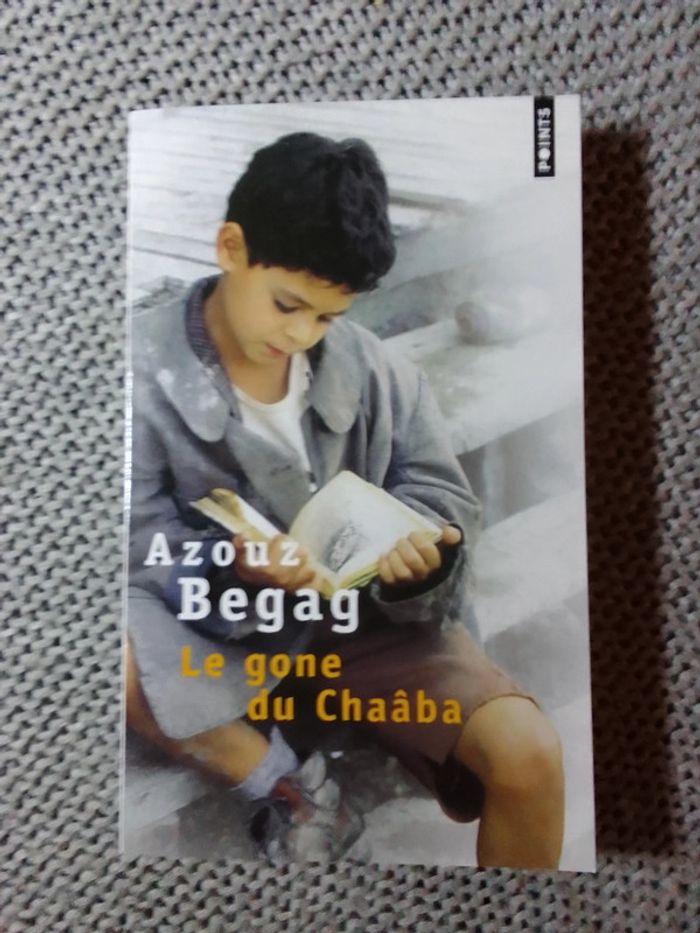 POINTS
Azouz
Begag
Le gone
du Chaâba